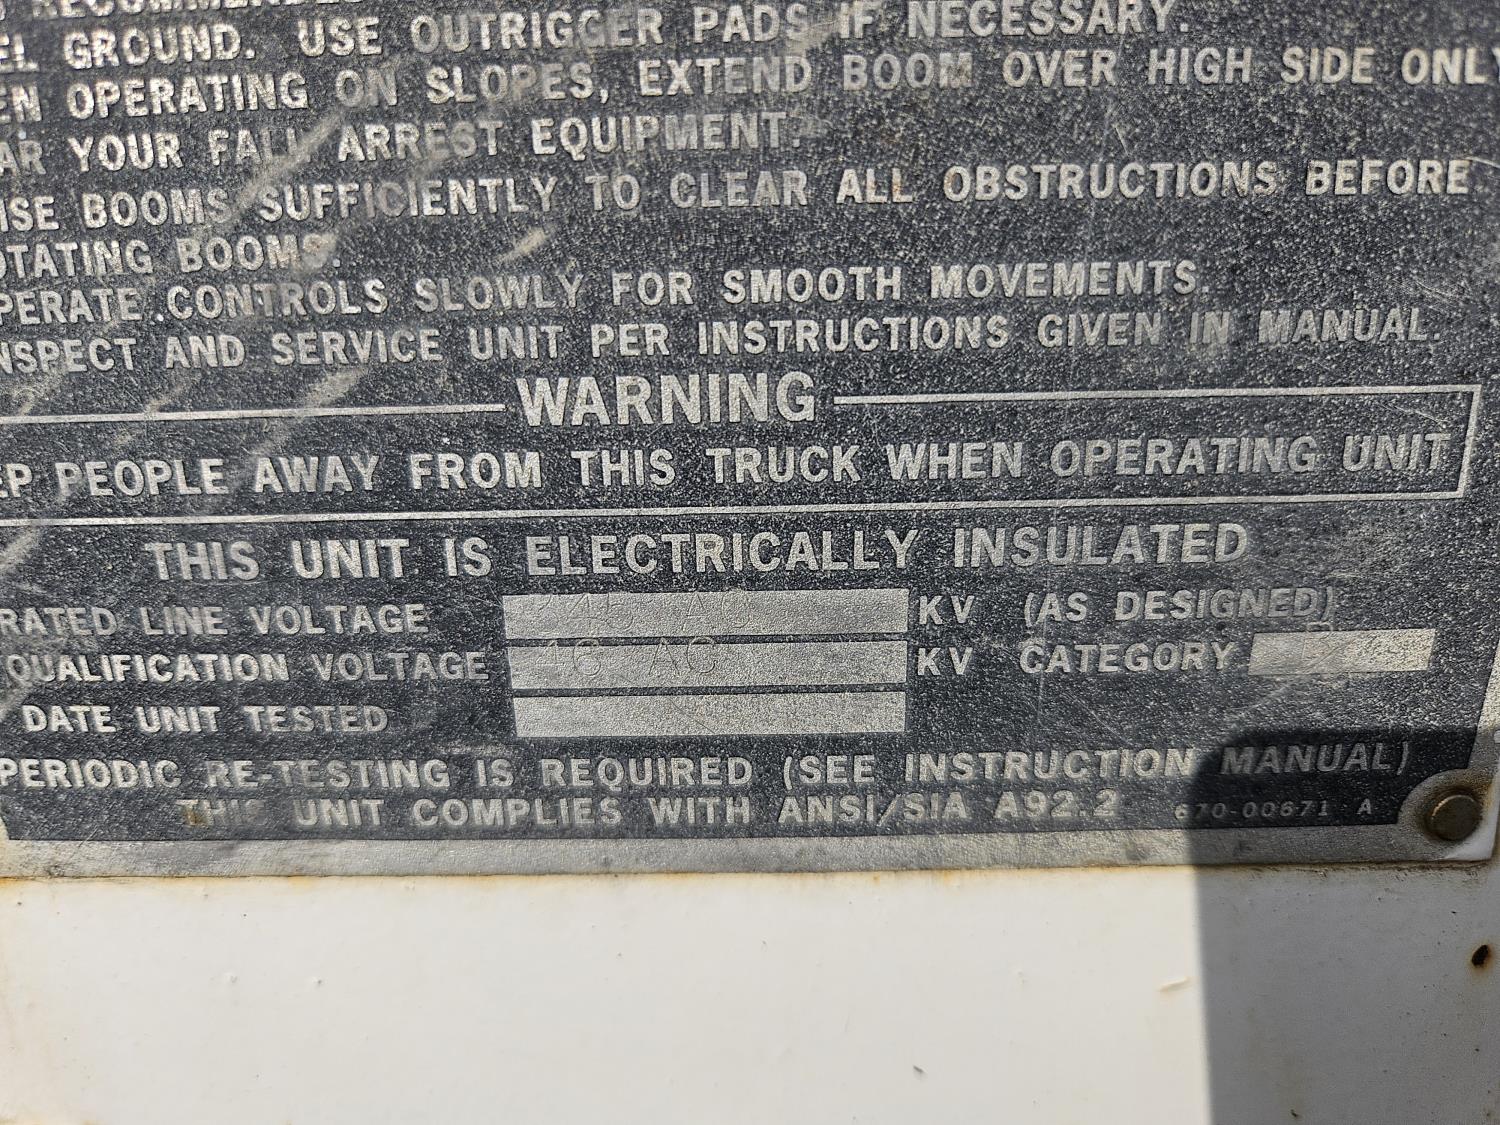 RECOMMENDED
EL GROUND. USE OUTRIGGER PADS IF NECESSARY.
EN OPERATING ON SLOPES, EXTEND BOOM OVER HIGH SIDE ONLY
AR YOUR FALL ARREST EQUIPMENT.
ISE BOOMS SUFFICIENTLY TO CLEAR ALL OBSTRUCTIONS BEFORE
OTATING BOOMS.
PERATE CONTROLS SLOWLY FOR SMOOTH MOVEMENTS.
NSPECT AND SERVICE UNIT PER INSTRUCTIONS GIVEN IN MANUAL.
WARNING
EP PEOPLE AWAY FROM THIS TRUCK WHEN OPERATING UNIT
THIS UNIT IS ELECTRICALLY INSULATED
RATED LINE VOLTAGE AC KV (AS DESIGNED)
QUALIFICATION VOLTAGE 46 AC KV CATEGORY
DATE UNIT TESTED
PERIODIC RE-TESTING IS REQUIRED (SEE INSTRUCTION MANUAL)
THIS UNIT COMPLIES WITH ANSI/SIA A92.2 670-00671 A